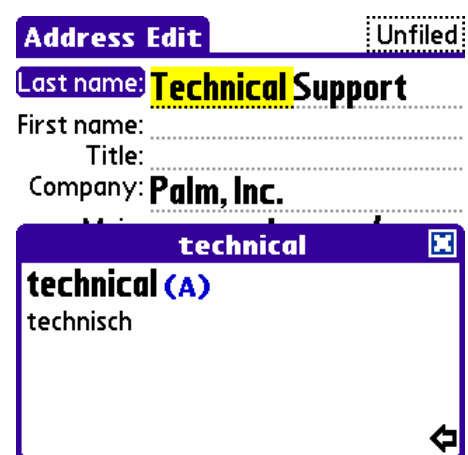 Address Edit
Unfiled
Last name: Technical Support
First name:
Title:
Company: Palm, Inc.
technical
technical (A)
technisch